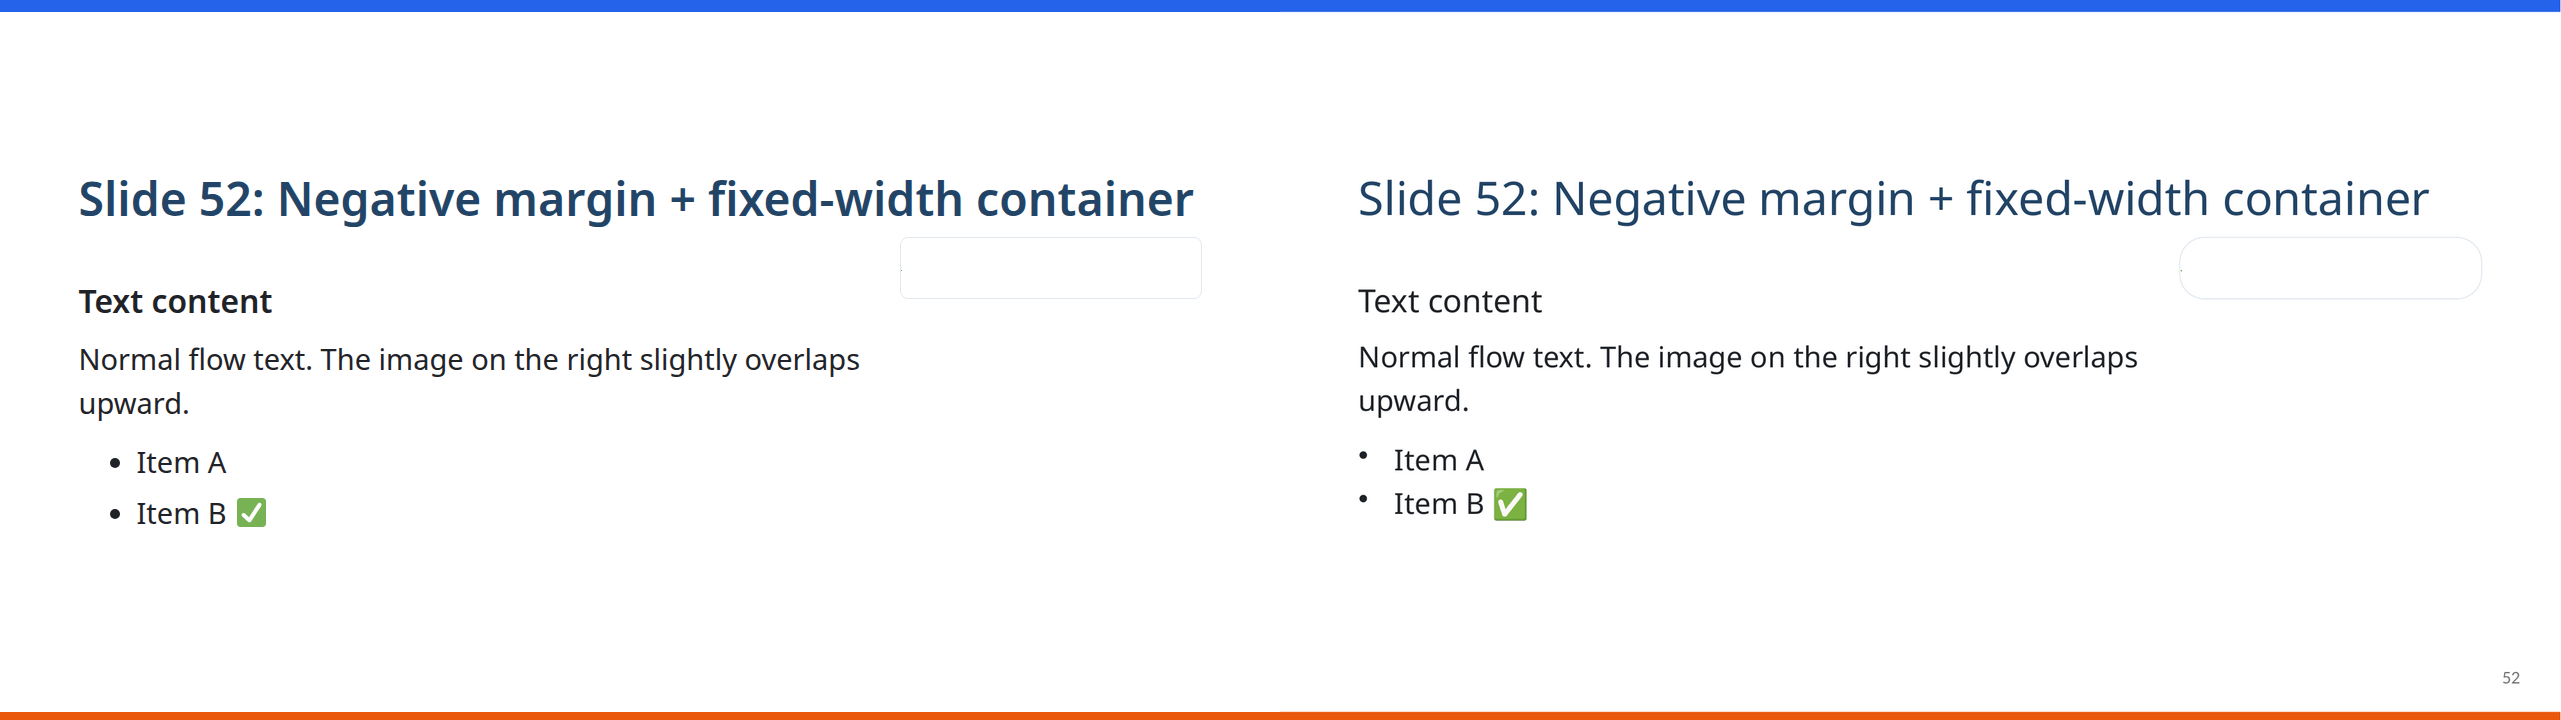 Slide 52: Negative margin + fixed-width container
Text content
Normal flow text. The image on the right slightly overlaps
upward.
• Item A
• Item B ✅
Slide 52: Negative margin + fixed-width container
Text content
Normal flow text. The image on the right slightly overlaps
upward.
• Item A
• Item B ✅
52